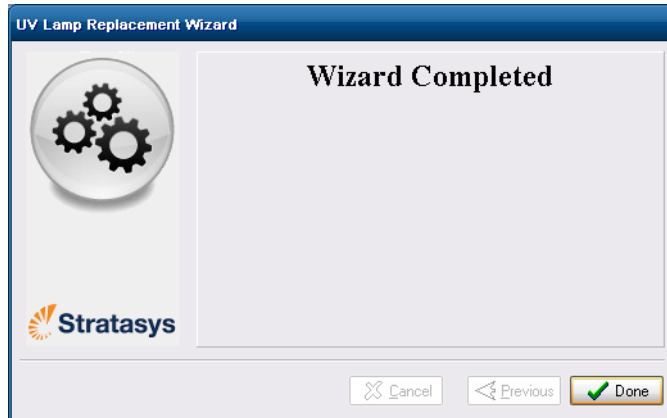 UV Lamp Replacement Wizard
Wizard Completed
Stratasys
Cancel
Previous
Done